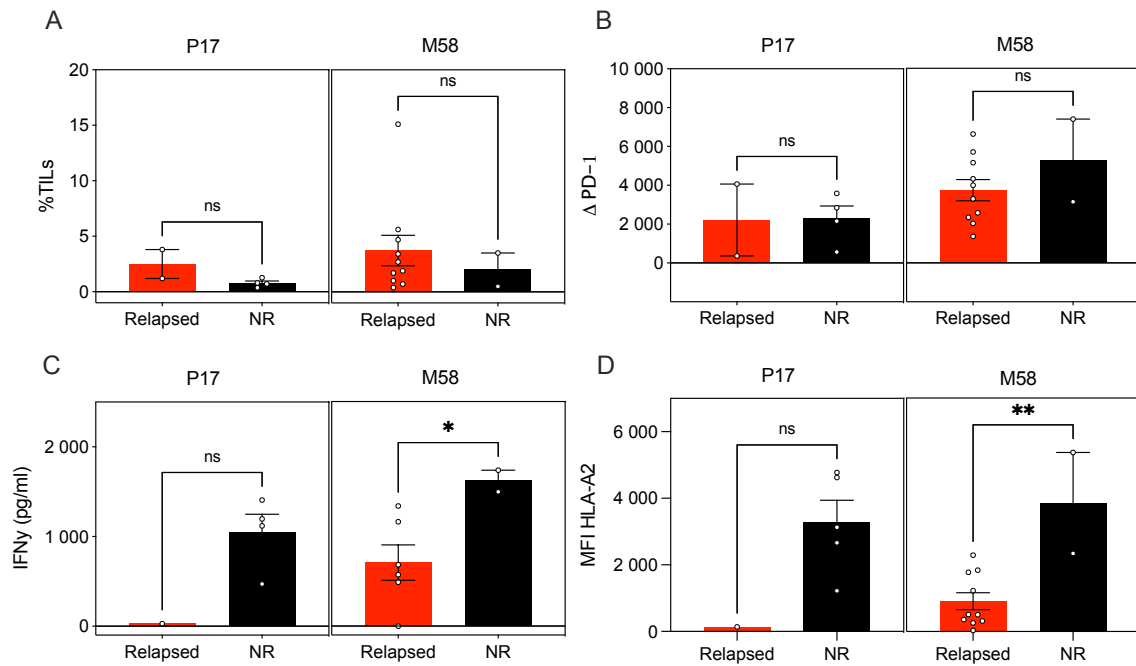 A
P17
M58
%TILs
20
15
10
5
0
ns
ns
Relapsed
NR
Relapsed
NR
B
P17
M58
Δ PD-1
10 000
8 000
6 000
4 000
2 000
0
ns
ns
Relapsed
NR
Relapsed
NR
C
P17
M58
IFNy (pg/ml)
2 000
1 000
0
ns
*
Relapsed
NR
Relapsed
NR
D
P17
M58
MFI HLA-A2
6 000
4 000
2 000
0
ns
**
Relapsed
NR
Relapsed
NR